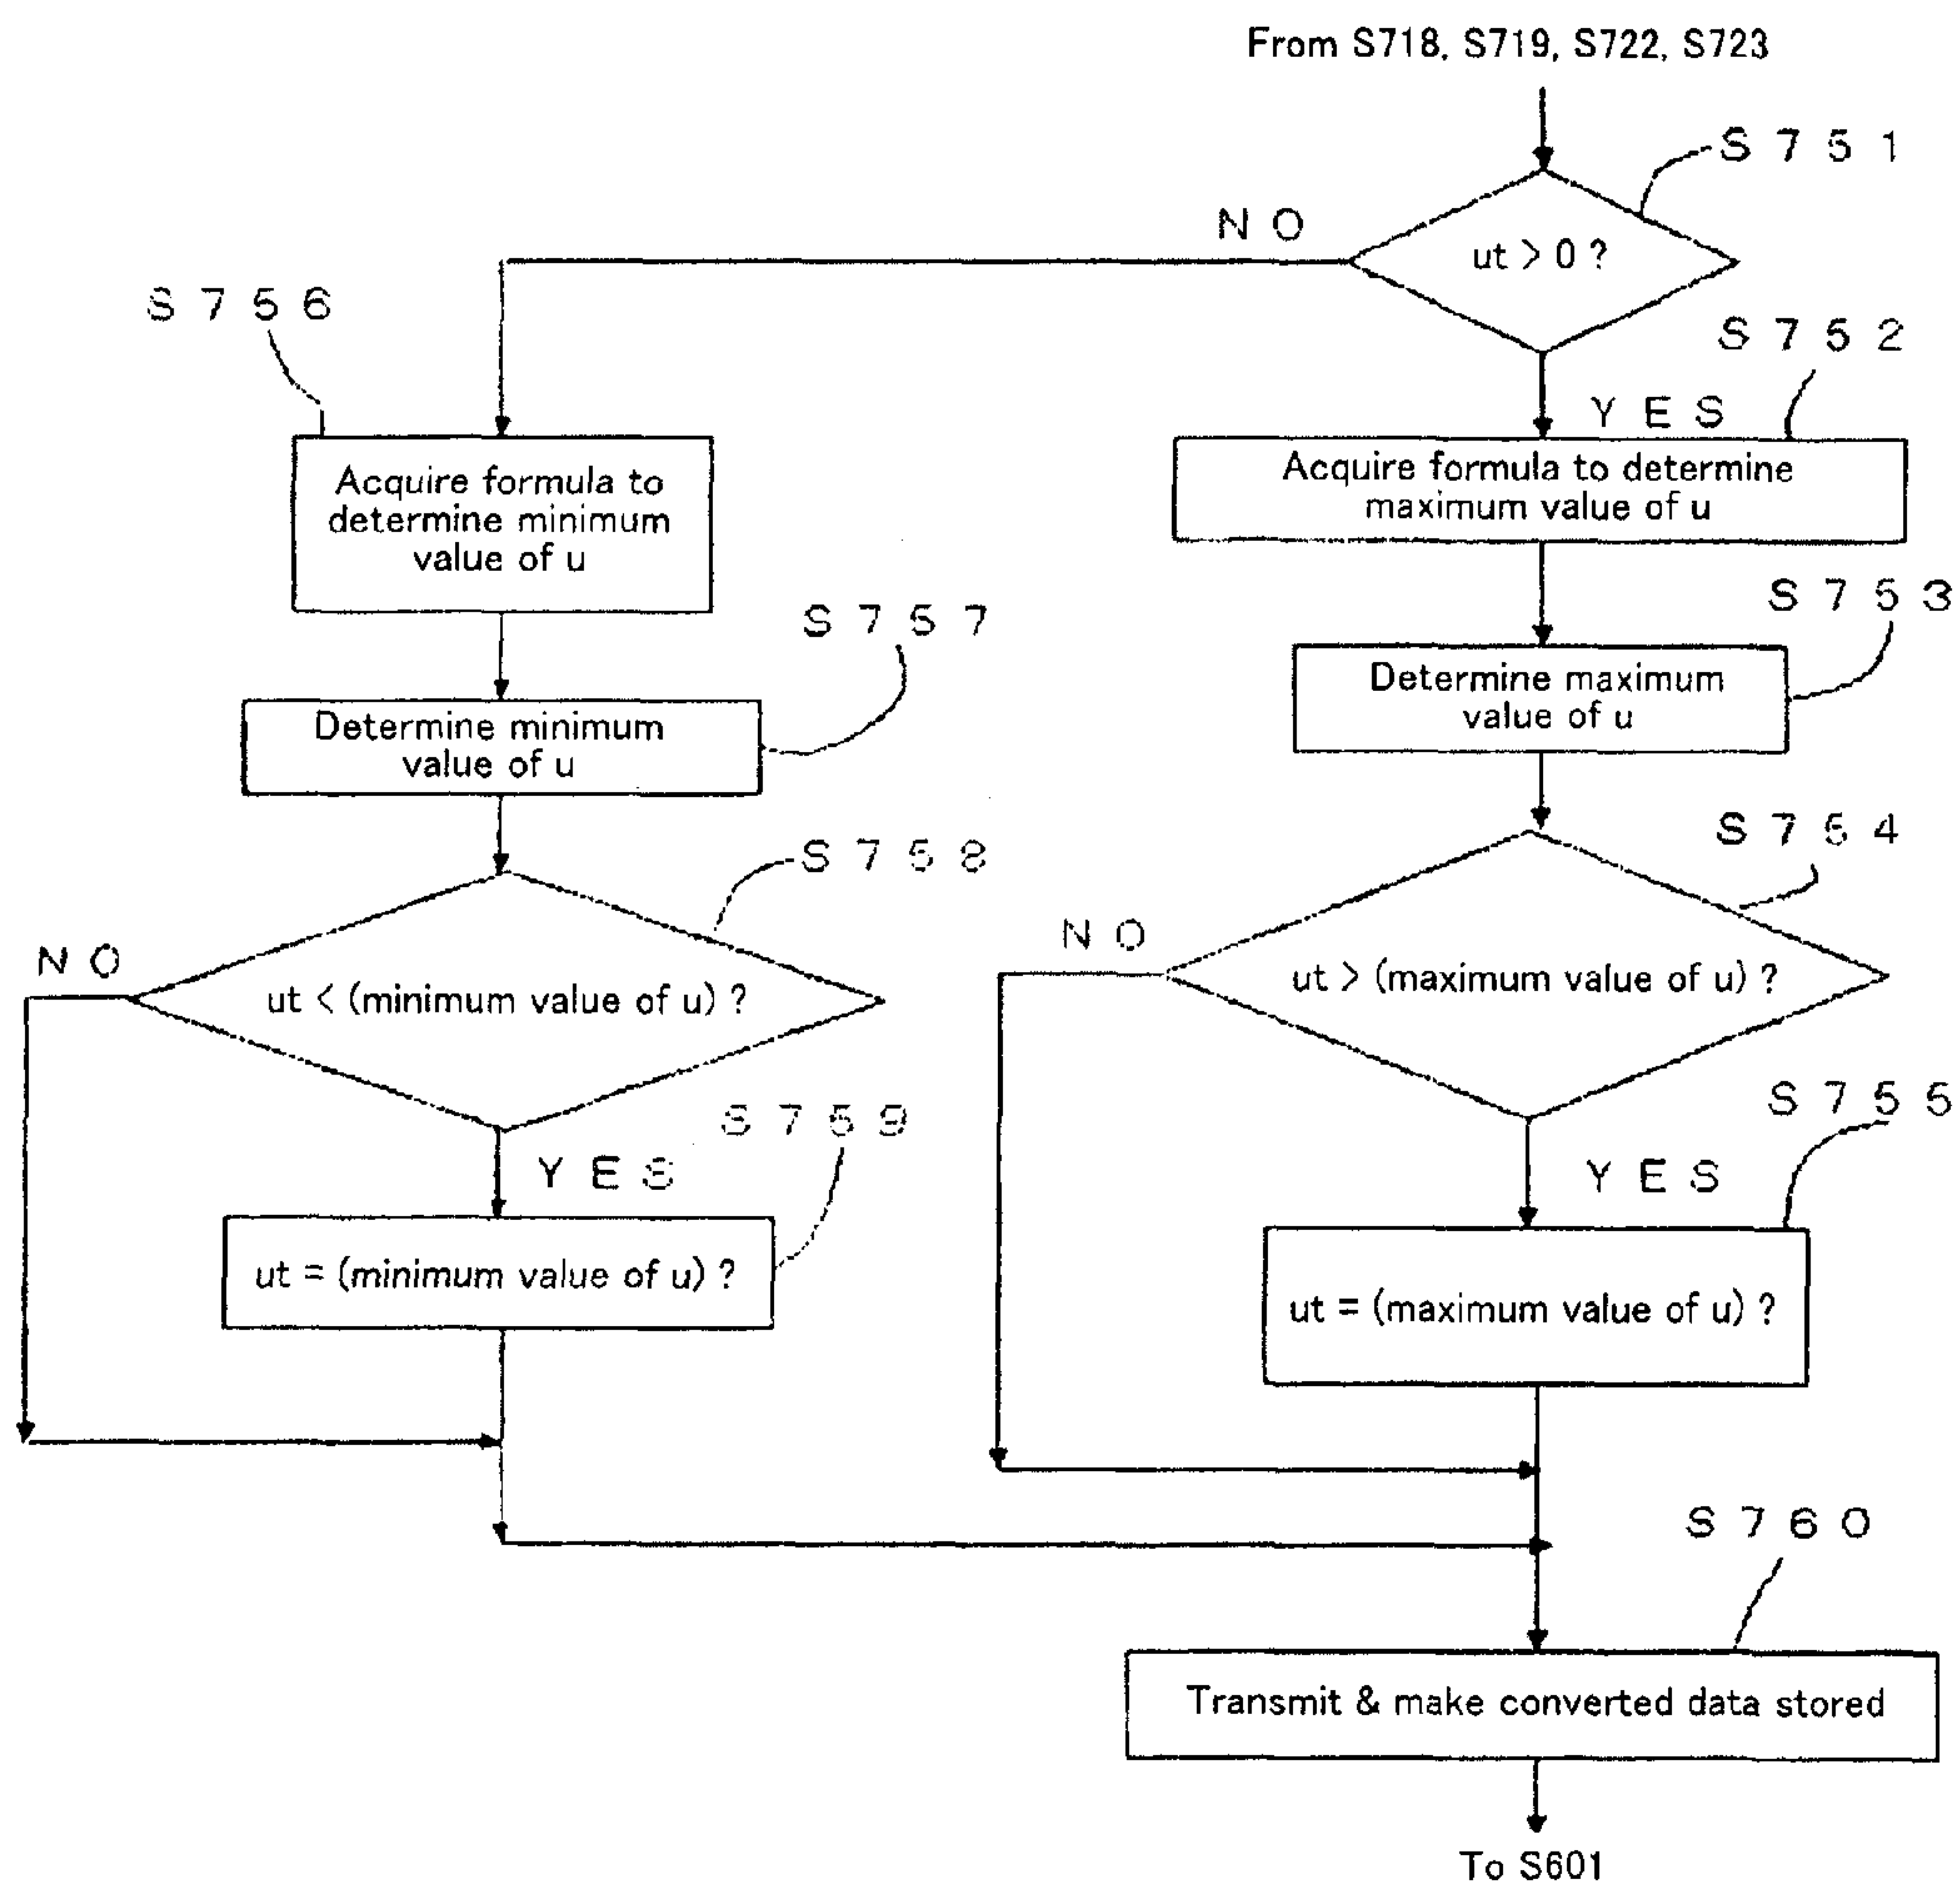 From S718, S719, S722, S723
S751
NO
ut > 0 ?
S756
S752
YES
Acquire formula to
determine minimum
value of u
Acquire formula to determine
maximum value of u
S757
S753
Determine minimum
value of u
Determine maximum
value of u
S758
S754
NO
ut < (minimum value of u) ?
NO
ut > (maximum value of u) ?
S759
S755
YES
YES
ut = (minimum value of u) ?
ut = (maximum value of u) ?
S760
Transmit & make converted data stored
To S601